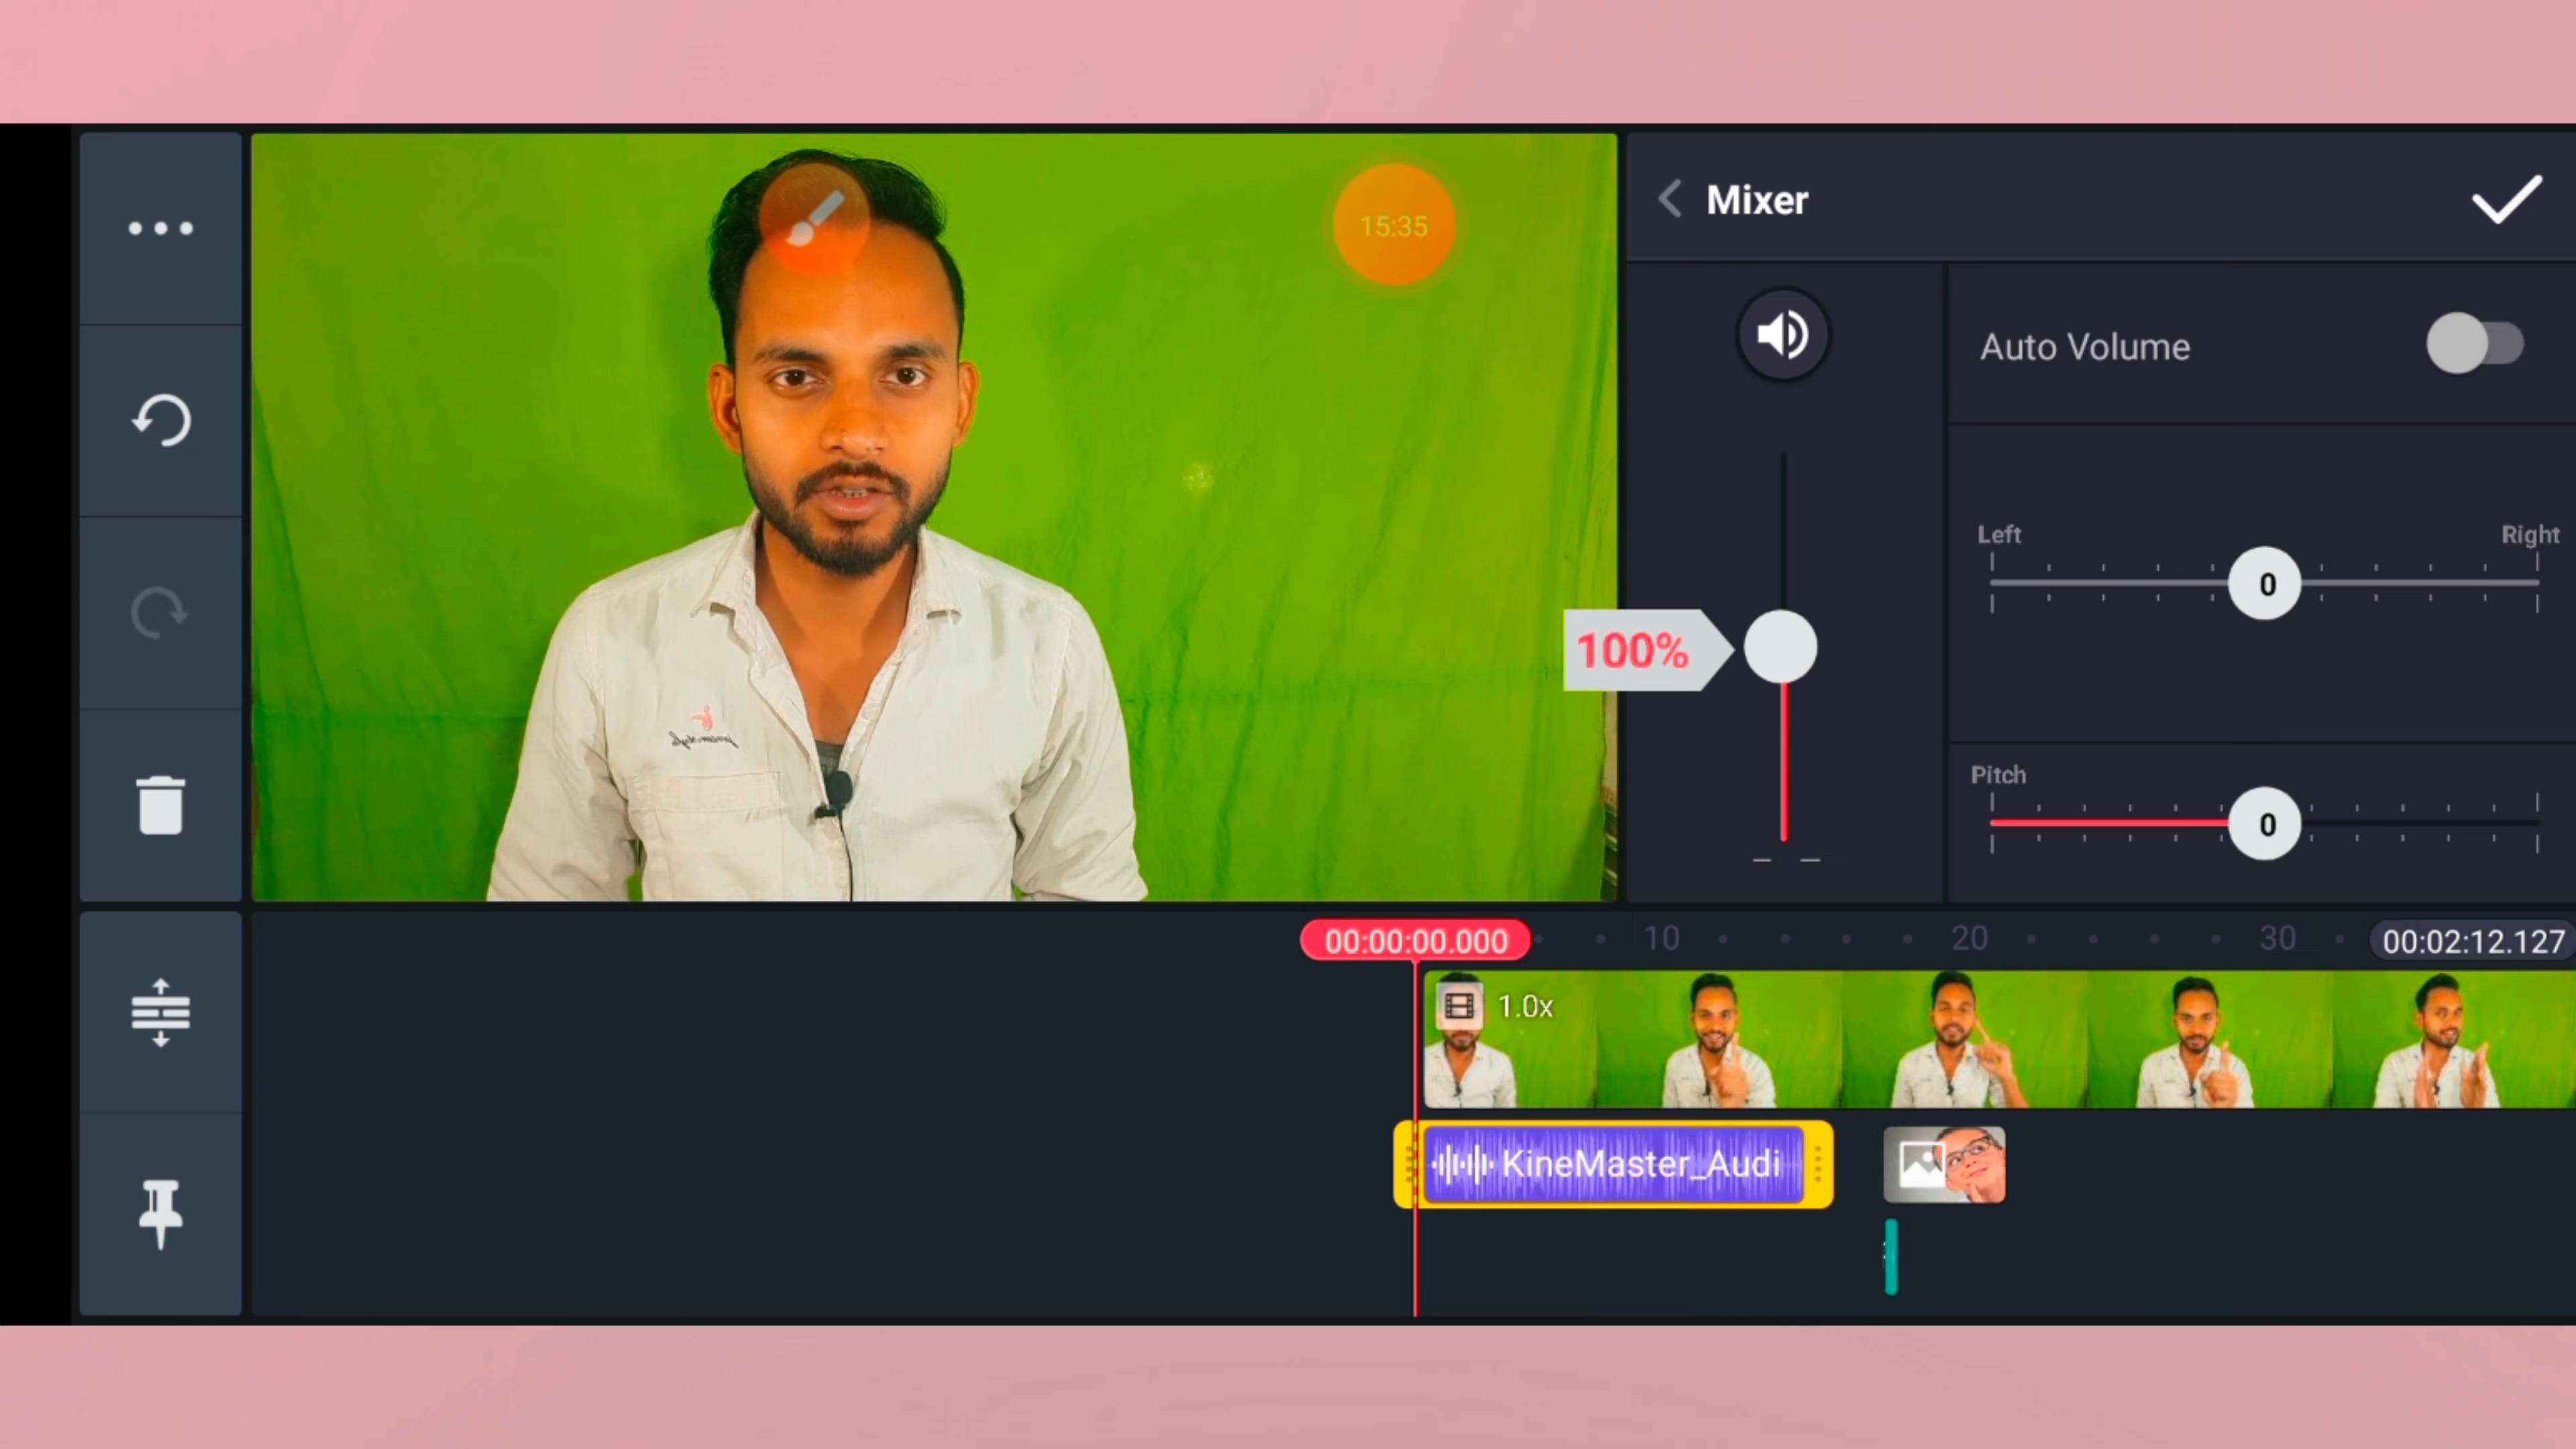 15:35
Mixer
Auto Volume
Left Right
100%
0
Pitch
0
00:00:00.000 10 20 30 00:02:12.127
1.0x
KineMaster_Audi